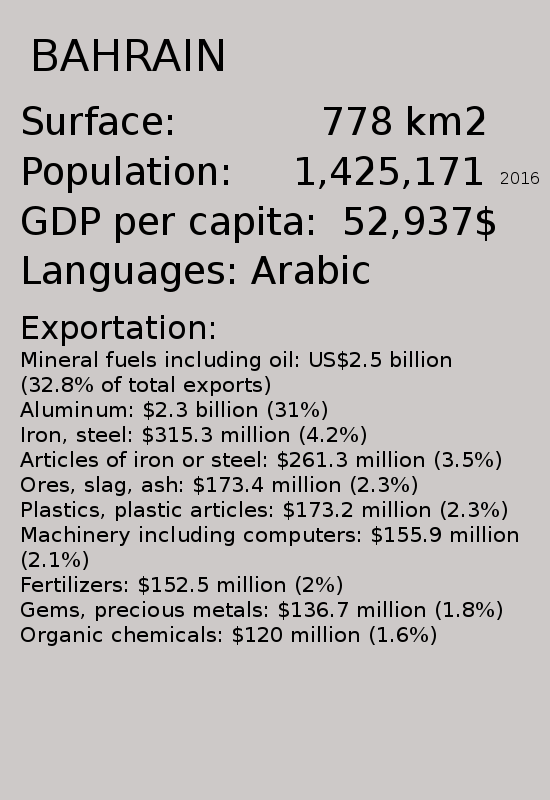 BAHRAIN
Surface: 778 km2
Population: 1,425,171 2016
GDP per capita: 52,937$
Languages: Arabic
Exportation:
Mineral fuels including oil: US$2.5 billion
(32.8% of total exports)
Aluminum: $2.3 billion (31%)
Iron, steel: $315.3 million (4.2%)
Articles of iron or steel: $261.3 million (3.5%)
Ores, slag, ash: $173.4 million (2.3%)
Plastics, plastic articles: $173.2 million (2.3%)
Machinery including computers: $155.9 million
(2.1%)
Fertilizers: $152.5 million (2%)
Gems, precious metals: $136.7 million (1.8%)
Organic chemicals: $120 million (1.6%)